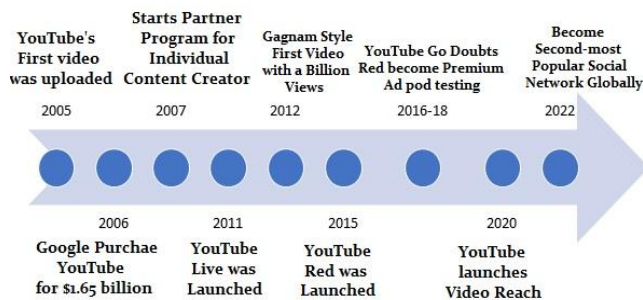 YouTube's
First video
was uploaded
2005
Starts Partner
Program for
Individual
Content Creator
2007
Gagnam Style
First Video
with a Billion
Views
2012
YouTube Go Doubts
Red become Premium
Ad pod testing
2016-18
Become
Second-most
Popular Social
Network Globally
2022
2006
Google Purchae
YouTube
for $1.65 billion
2011
YouTube
Live was
Launched
2015
YouTube
Red was
Launched
2020
YouTube
launches
Video Reach